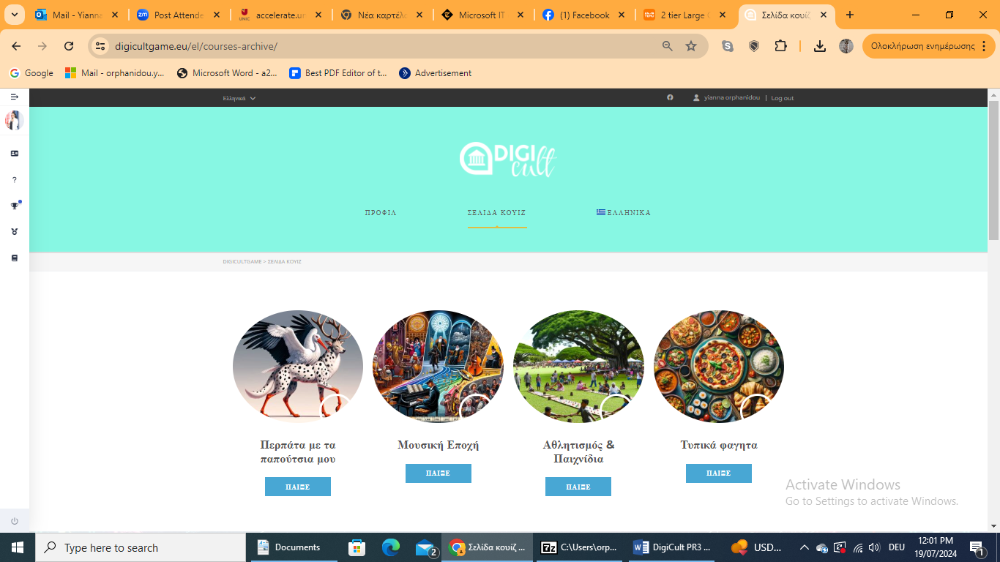 Mail - Yianna
Post Attende
accelerate.un
Νέα καρτέλα
Microsoft IT
(1) Facebook
2 tier Large
Σελίδα κουίζ
digicultgame.eu/el/courses-archive/
Ολοκλήρωση ενημέρωσης
Google
Mail - orphanidou.y...
Microsoft Word - a2...
Best PDF Editor of t...
Advertisement
Ελληνικά
yianna orphanidou | Log out
DIGI
cult
ΠΡΟΦΙΛ
ΣΕΛΙΔΑ ΚΟΥΙΖ
ΕΛΛΗΝΙΚΑ
DIGICULTGAME > ΣΕΛΙΔΑ ΚΟΥΙΖ
Περπάτα με τα
παπούτσια μου
ΠΑΙΞΕ
Μουσική Εποχή
ΠΑΙΞΕ
Αθλητισμός &
Παιχνίδια
ΠΑΙΞΕ
Τυπικά φαγητα
ΠΑΙΞΕ
Activate Windows
Go to Settings to activate Windows.
Type here to search
Documents
2
Σελίδα κουίζ ...
7z
C:\Users\orp...
DigiCult PR3 ...
USD...
DEU
12:01 PM
19/07/2024
1